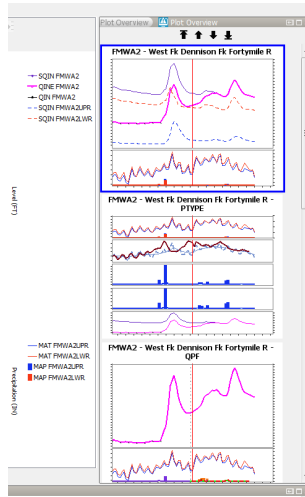 Plot Overview
Plot Overview
FMWA2 - West Fk Dennison Fk Fortymile R
SQIN FMWA2
QINE FMWA2
QIN FMWA2
SQIN FMWA2UPR
SQIN FMWA2LWR
Level (FT)
FMWA2 - West Fk Dennison Fk Fortymile R -
PTYPE
MAT FMWA2UPR
MAT FMWA2LWR
MAP FMWA2UPR
MAP FMWA2LWR
Precipitation (IN)
FMWA2 - West Fk Dennison Fk Fortymile R -
QPF